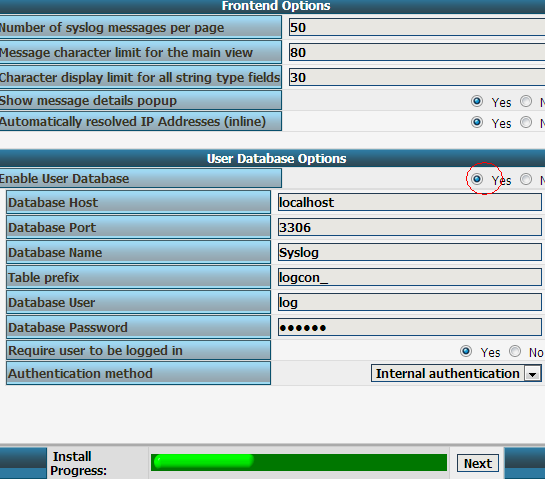 Frontend Options
Number of syslog messages per page 50
Message character limit for the main view 80
Character display limit for all string type fields 30
Show message details popup Yes N
Automatically resolved IP Addresses (inline) Yes N
User Database Options
Enable User Database Yes N
Database Host localhost
Database Port 3306
Database Name Syslog
Table prefix logcon_
Database User log
Database Password ●●●●●●
Require user to be logged in Yes No
Authentication method Internal authentication
Install
Progress: Next